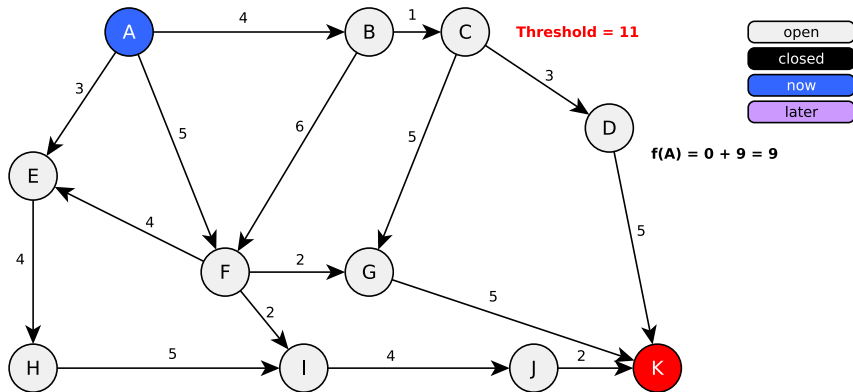 4
1
A
B
C
Threshold = 11
open
closed
now
later
3
3
5
6
5
D
f(A) = 0 + 9 = 9
E
4
5
4
2
F
G
2
5
5
4
2
H
I
J
K